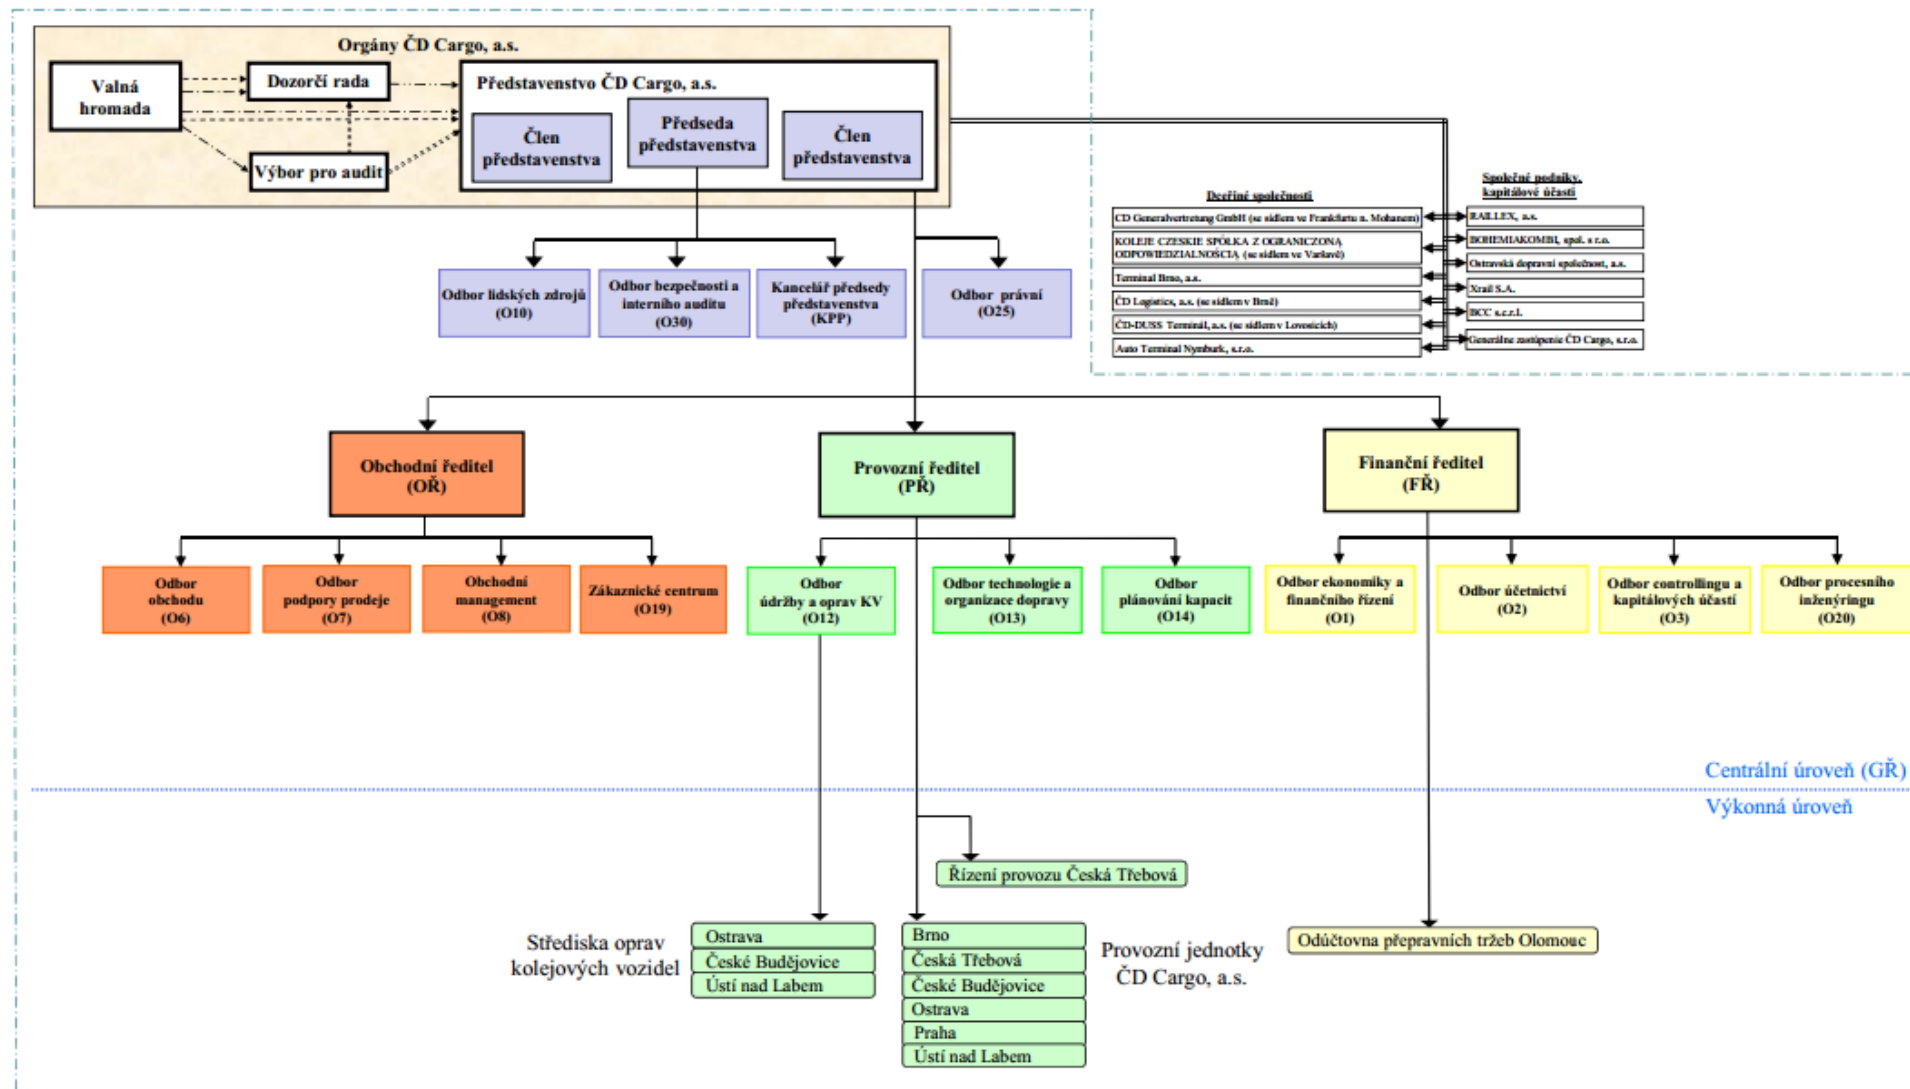 Orgány ČD Cargo, a.s.
Valná
hromada
Dozorčí rada
Výbor pro audit
Představenstvo ČD Cargo, a.s.
Člen
představenstva
Předseda
představenstva
Člen
představenstva
Dceřiné společnosti
CD Generalvertretung GmbH (se sídlem ve Frankfurtu n. Mohanem)
KOLEJE CZESKIE SPÓŁKA Z OGRANICZONĄ
ODPOWIEDZIALNOŚCIĄ (se sídlem ve Varšavě)
Terminal Brno, a.s.
ČD Logistics, a.s. (se sídlem v Brně)
ČD-DUSS Terminál, a.s. (se sídlem v Lovosicích)
Auto Terminal Nymburk, s.r.o.
Společné podniky,
kapitálové účasti
RAILLEX, a.s.
BOHEMIAKOMBI, spol. s r.o.
Ostravská dopravní společnost, a.s.
Xrail S.A.
BCC s.c.r.l.
Generálne zastúpenie ČD Cargo, s.r.o.
Odbor lidských zdrojů
(O10)
Odbor bezpečnosti a
interního auditu
(O30)
Kancelář předsedy
představenstva
(KPP)
Odbor právní
(O25)
Obchodní ředitel
(OŘ)
Provozní ředitel
(PŘ)
Finanční ředitel
(FŘ)
Odbor
obchodu
(O6)
Odbor
podpory prodeje
(O7)
Obchodní
management
(O8)
Zákaznické centrum
(O19)
Odbor
údržby a oprav KV
(O12)
Odbor technologie a
organizace dopravy
(O13)
Odbor
plánování kapacit
(O14)
Odbor ekonomiky a
finančního řízení
(O1)
Odbor účetnictví
(O2)
Odbor controllingu a
kapitálových účastí
(O3)
Odbor procesního
inženýringu
(O20)
Centrální úroveň (GŘ)
Výkonná úroveň
Řízení provozu Česká Třebová
Střediska oprav
kolejových vozidel
Ostrava
České Budějovice
Ústí nad Labem
Brno
Česká Třebová
České Budějovice
Ostrava
Praha
Ústí nad Labem
Provozní jednotky
ČD Cargo, a.s.
Odúčtovna přepravních tržeb Olomouc